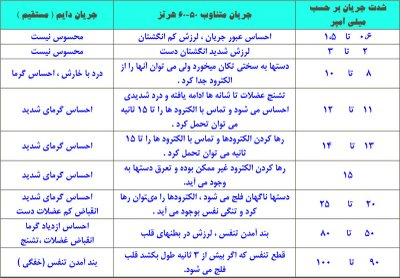 شدت جریان بر حسب میلی آمپر	جریان متناوب ۵۰-۶۰ هرتز	جریان دایم ( مستقیم )
۰.۶ تا ۱.۵	احساس عبور جریان ، لرزش کم انگشتان	محسوس نیست
۲ تا ۳	لرزش شدید انگشتان دست	محسوس نیست
۸ تا ۱۰	دستها به سختی تکان میخورد ولی می توان آنها را از الکترود جدا کرد .	درد با خارش ، احساس گرما
۱۱ تا ۱۲	تشنج عضلات تا شانه ها ادامه یافته و درد شدیدی احساس می شود و تماس با الکترود ها را تا ۱۵ ثانیه می توان تحمل کرد .	احساس گرمای شدید
۱۳ تا ۱۴	رها کردن الکترودها و تماس با الکترود ها را تا ۱۵ ثانیه می توان تحمل کرد .	احساس گرمای شدید
۱۵	رها کردن الکترود غیر ممکن بوده و تعرق دستها به وجود می آید.	احساس گرمای شدید
۲۰ تا ۲۵	دستها ناگهان فلج می شود ، الکترودها را می‌توان رها کرد و تنگی نفس بوجود می آید .	احساس گرمای شدید انقباض کم عضلات دست
۵۰ تا ۸۰	بند آمدن تنفس ، لرزش در بطنهای قلب	احساس ازدیاد گرما انقباض عضلات ،تشنج
۹۰ تا ۱۰۰	قطع تنفس که اگر بیش از ۳ ثانیه طول بکشد قلب فلج می شود.	بند آمدن تنفس (خفگی )